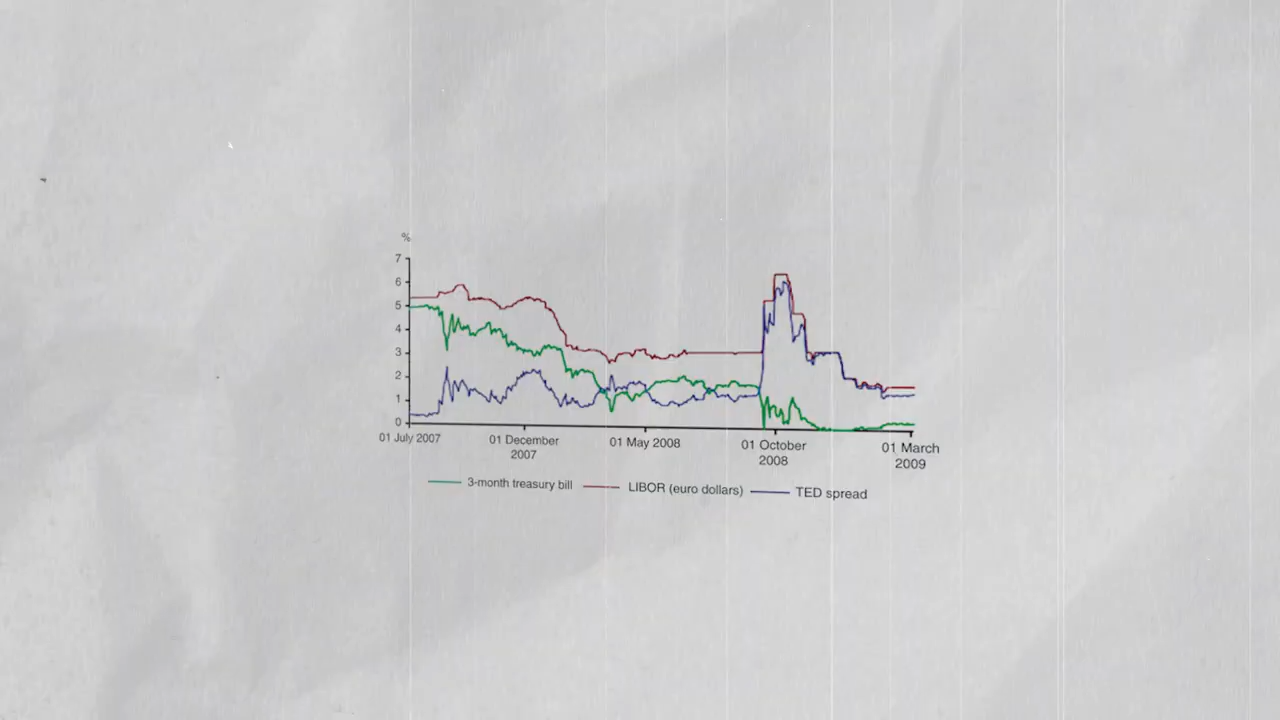 %
7
6
5
4
3
2
1
0
01 July 2007
01 December
2007
01 May 2008
01 October
2008
01 March
2009
3-month treasury bill
LIBOR (euro dollars)
TED spread